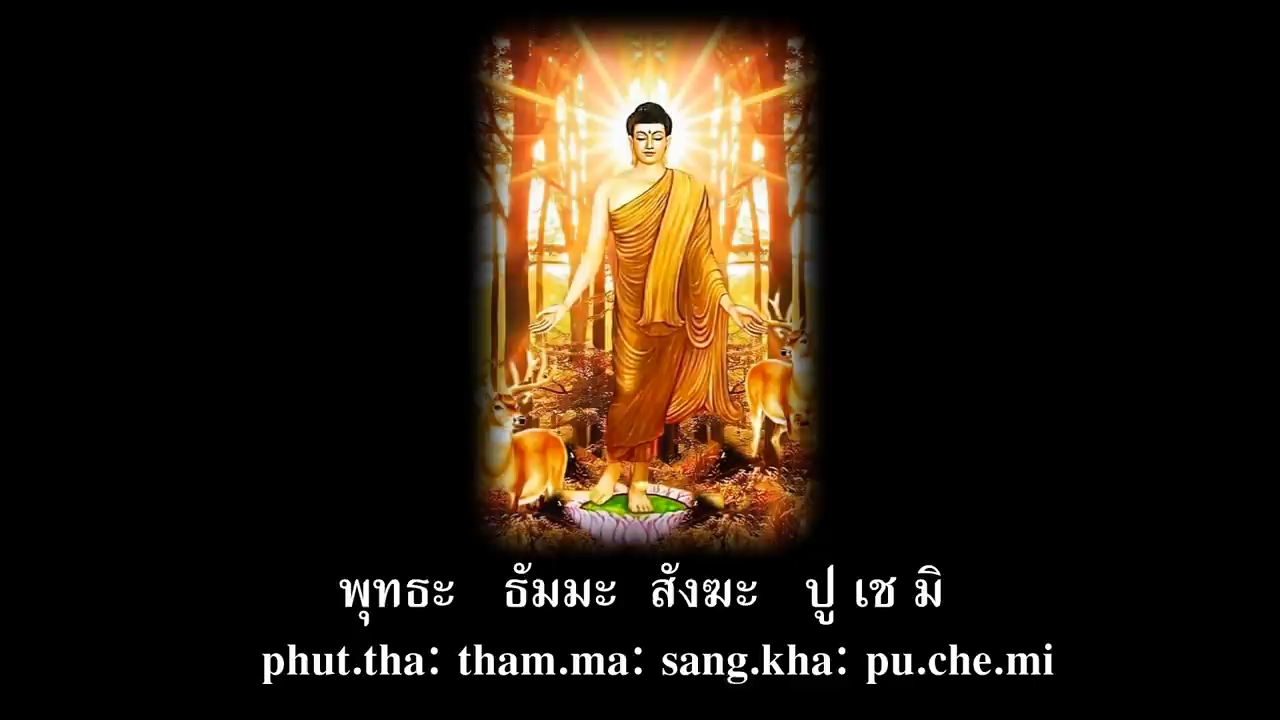 พุทธะ ธัมมะ สังฆะ ปู เช มิ
phut.tha: tham.ma: sang.kha: pu.che.mi